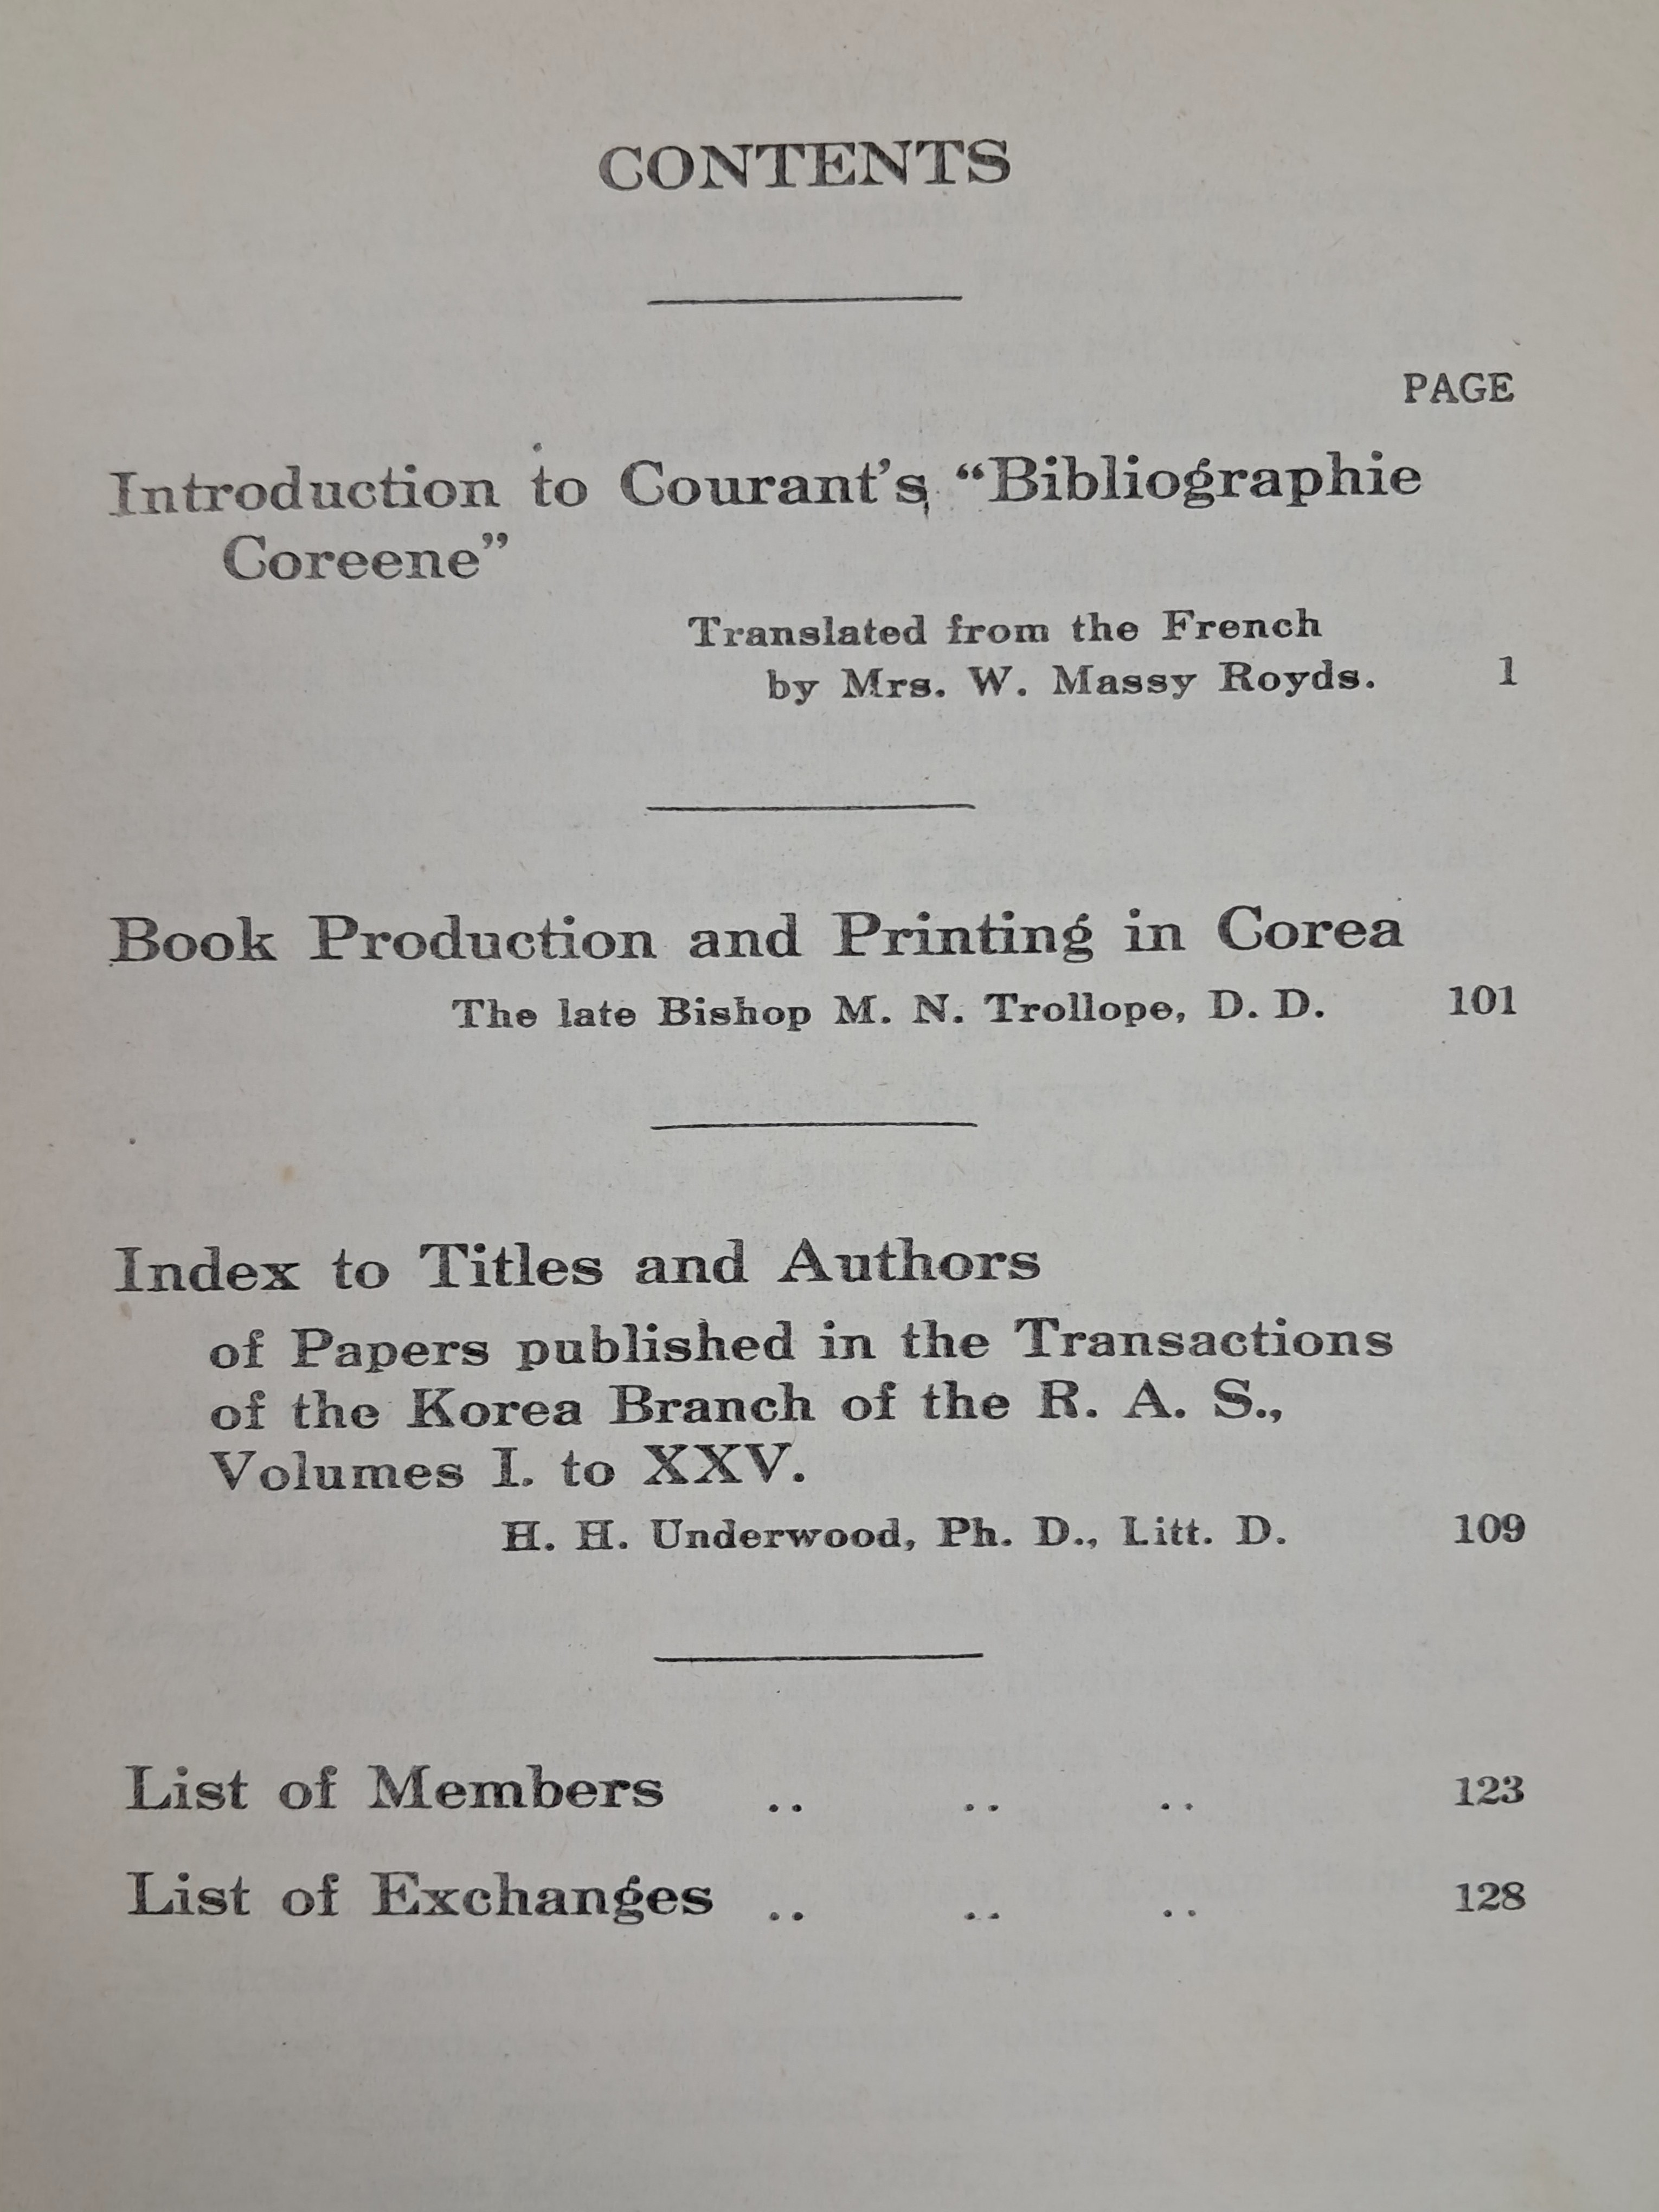 CONTENTS
PAGE
Introduction to Courant's “Bibliographie
Coreene”
Translated from the French
by Mrs. W. Massy Royds. 1
Book Production and Printing in Corea
The late Bishop M. N. Trollope, D. D. 101
Index to Titles and Authors
of Papers published in the Transactions
of the Korea Branch of the R. A. S.,
Volumes I. to XXV.
H. H. Underwood, Ph. D., Litt. D. 109
List of Members .. .. .. 123
List of Exchanges .. .. .. 128